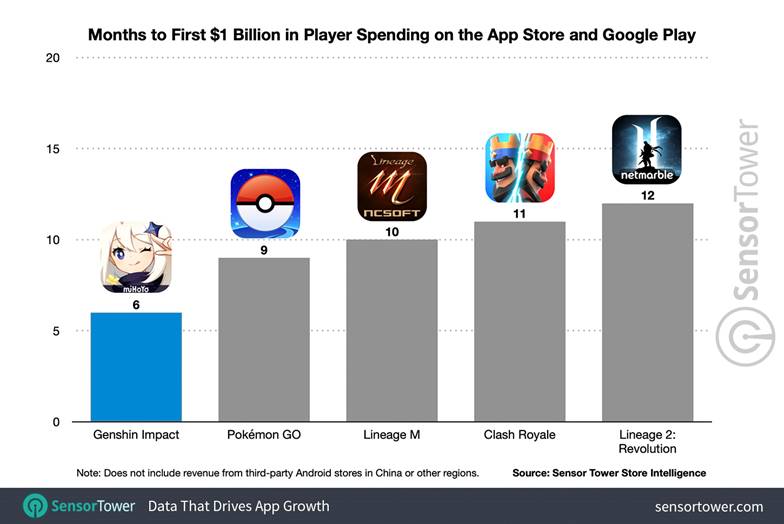 Months to First $1 Billion in Player Spending on the App Store and Google Play
20
15
10
5
0
miHoYo
6
9
Lineage
m
NCSOFT
10
11
netmarble
12
Genshin Impact
Pokémon GO
Lineage M
Clash Royale
Lineage 2:
Revolution
SensorTower
Note: Does not include revenue from third-party Android stores in China or other regions.
Source: Sensor Tower Store Intelligence
SensorTower
Data That Drives App Growth
sensortower.com